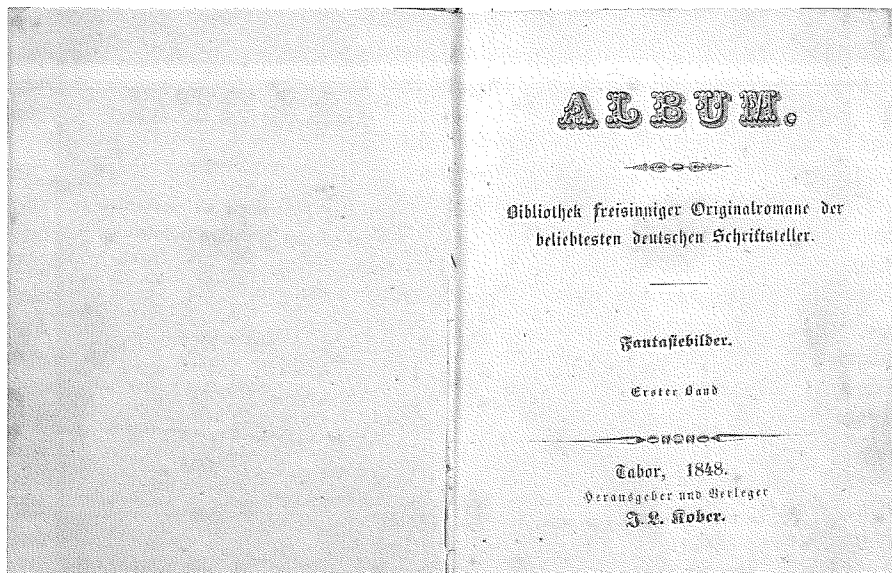 ALBUM.
Bibliothek freisinniger Originalromane der
beliebtesten deutschen Schriftsteller.
Fantasiebilder.
Erster Band
Tabor, 1848.
Herausgeber und Verleger
J. L. Kober.